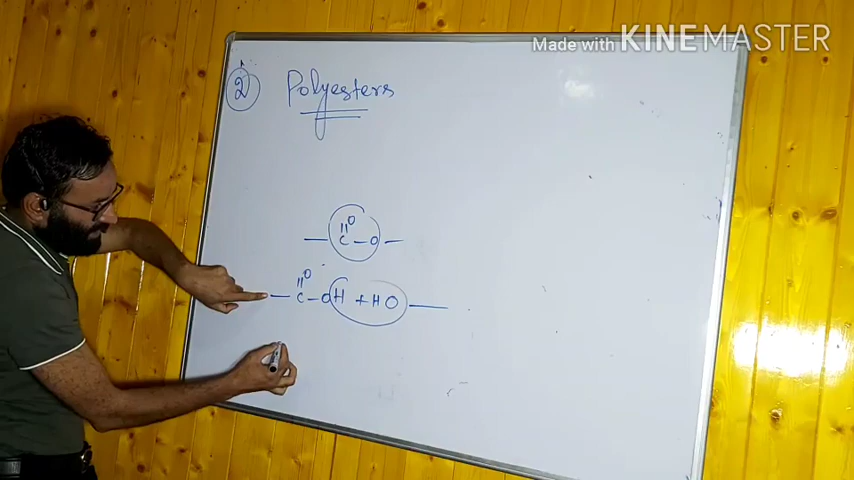 Made with KINEMASTER
2 Polyesters
O
— C — O —
O
— C — OH + HO —